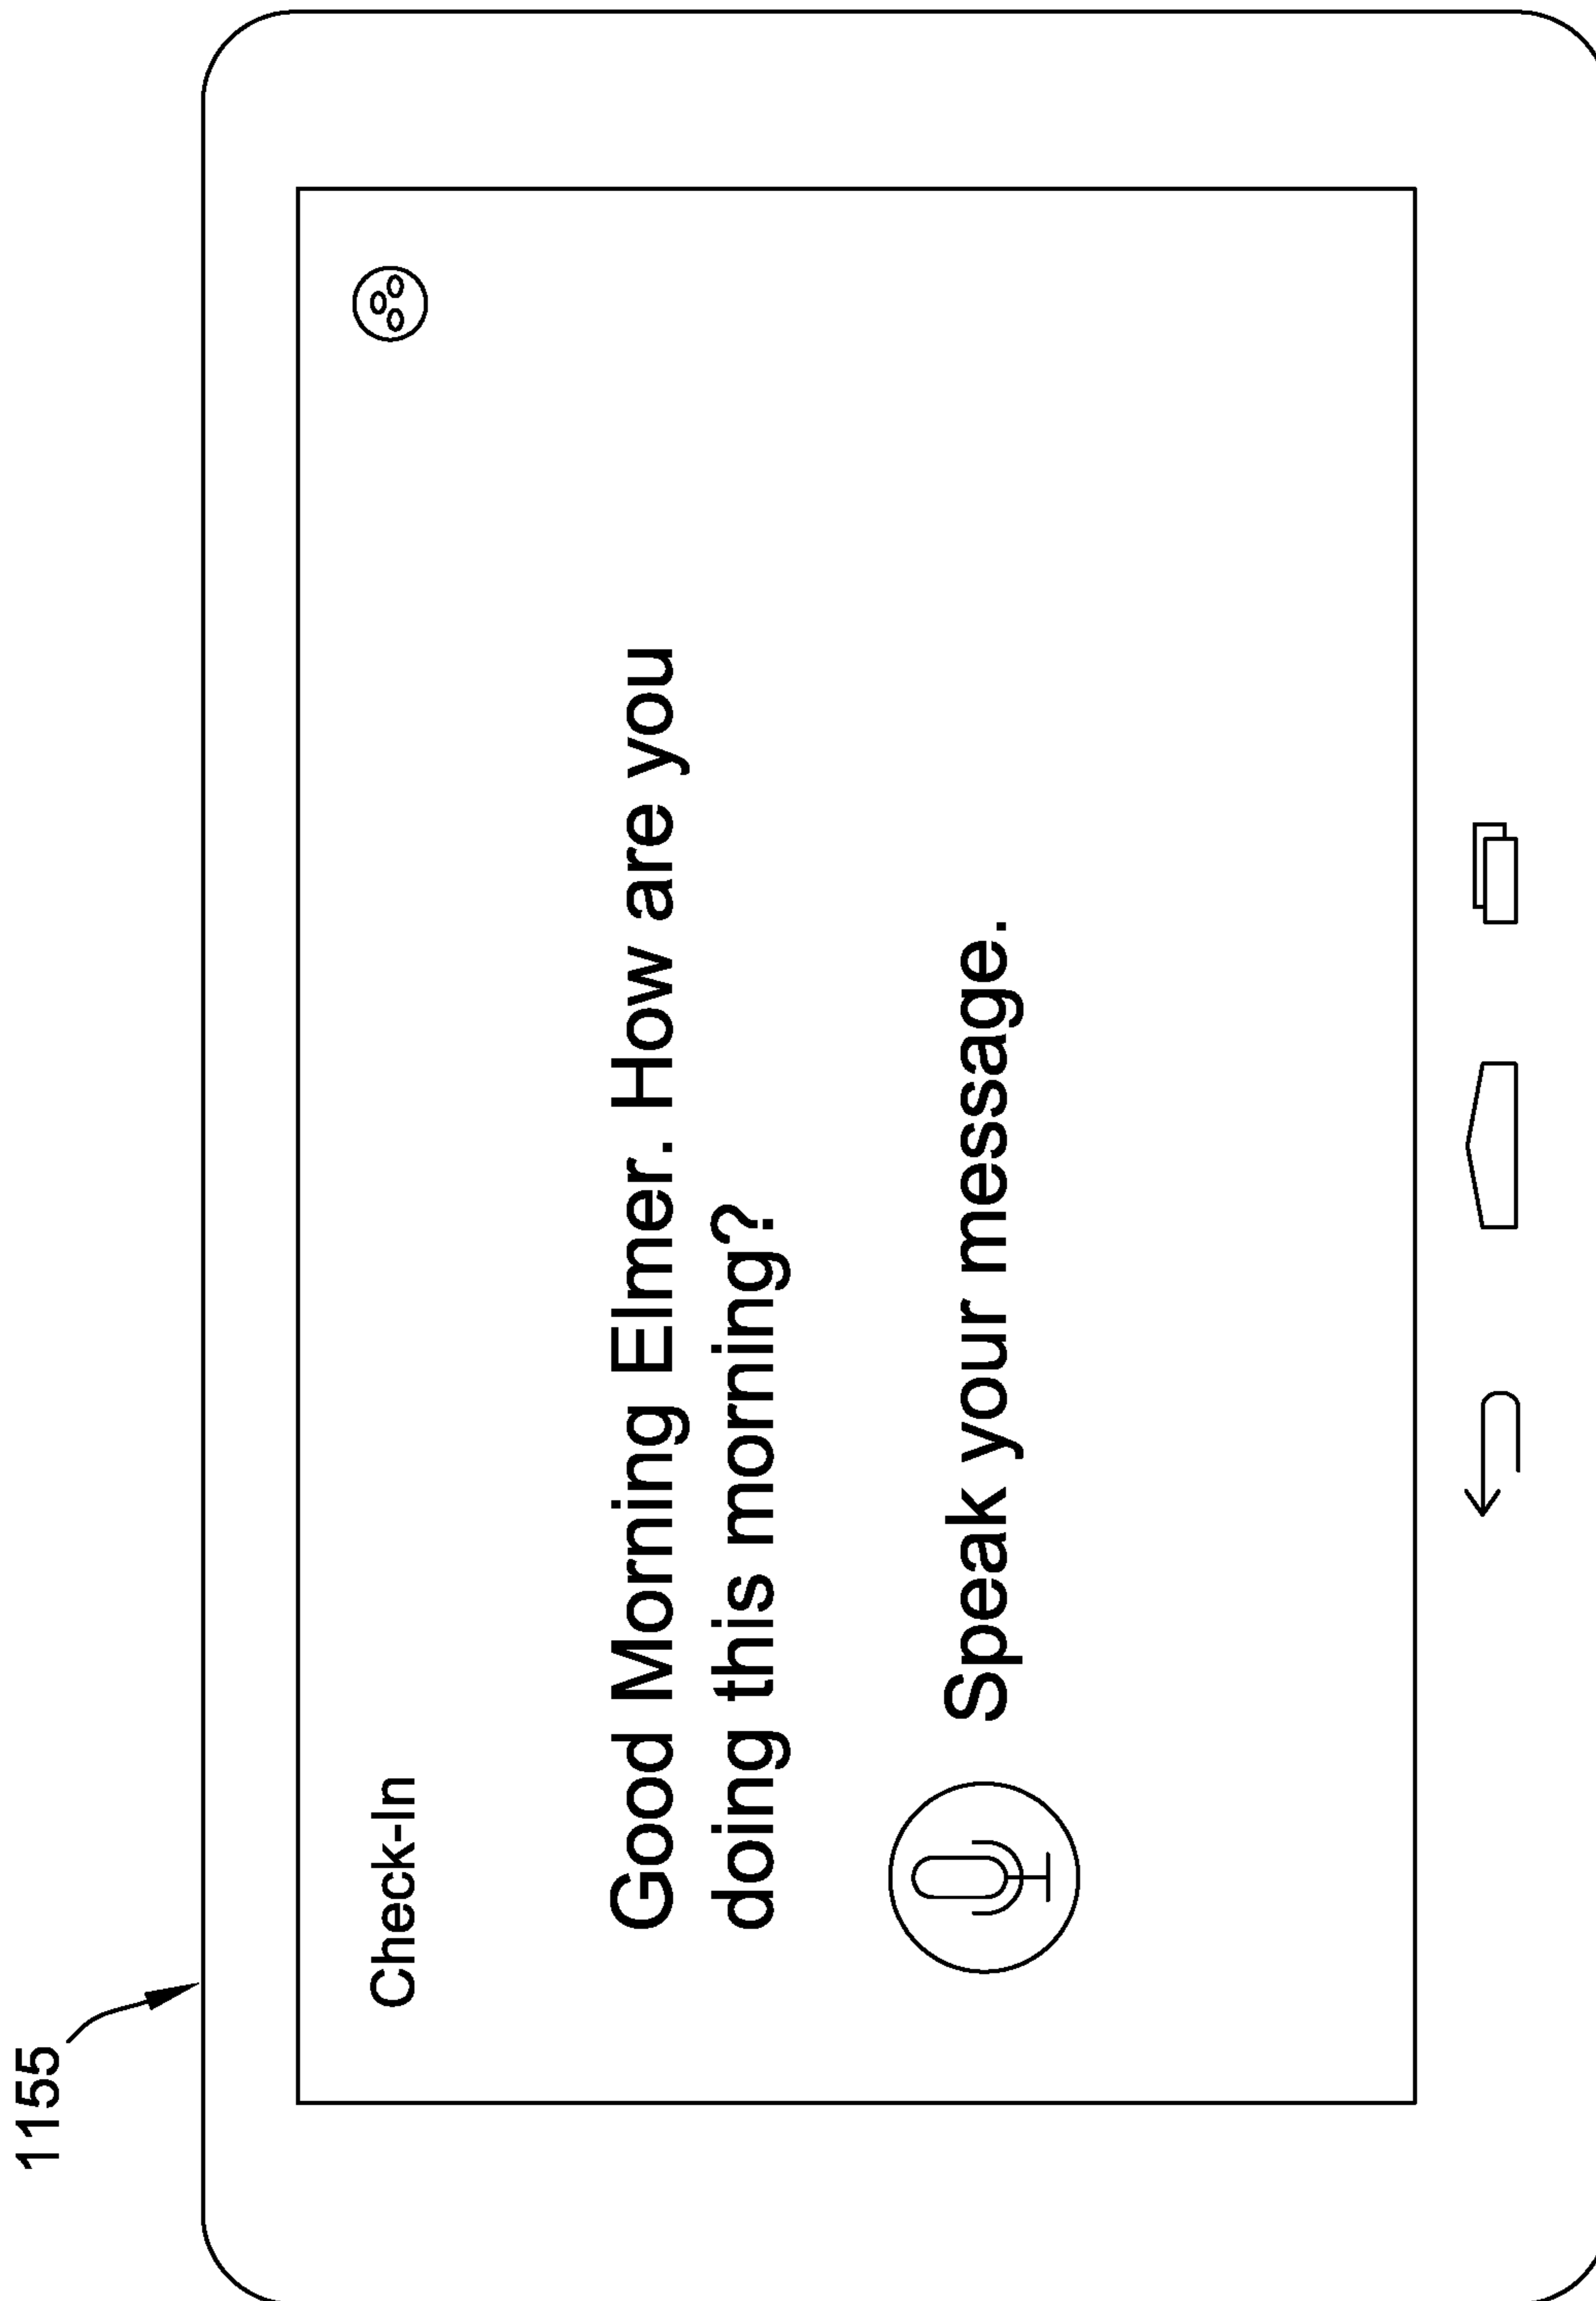 1155
Check-In
Good Morning Elmer. How are you
doing this morning?
Speak your message.